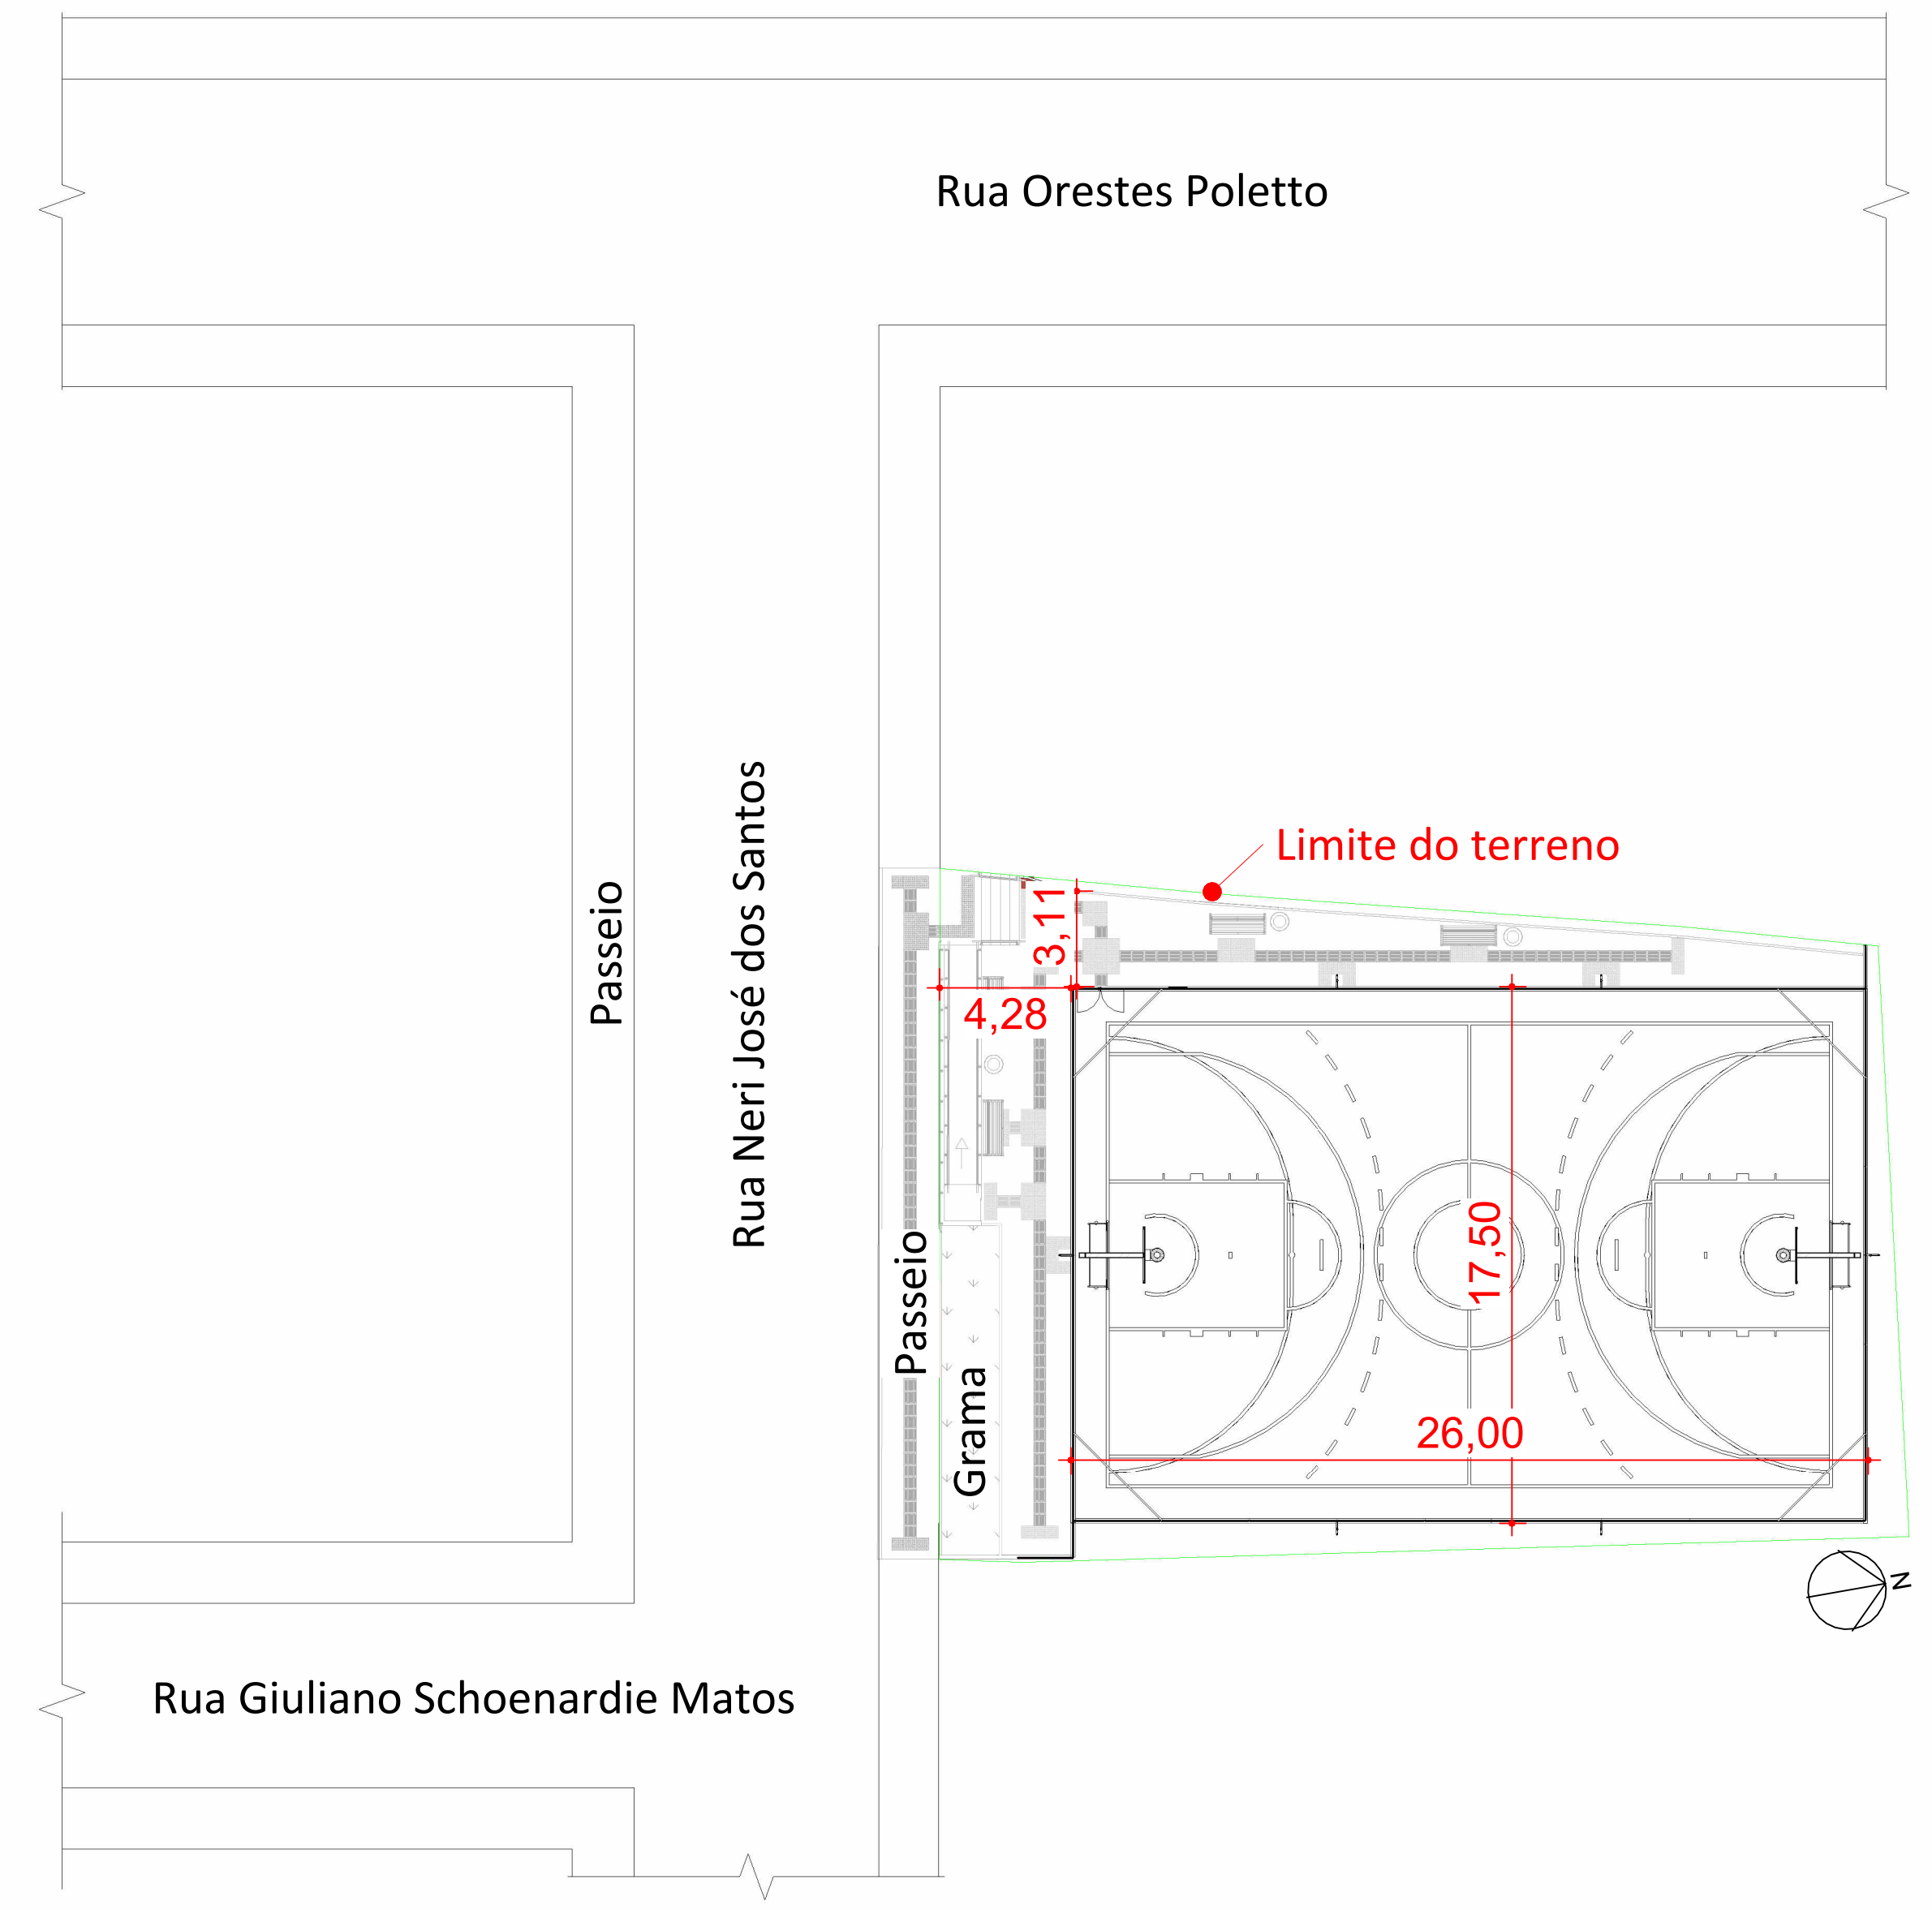 Rua Orestes Poletto
Passeio
Rua Neri José dos Santos
Limite do terreno
3,11
4,28
Passeio
Grama
17,50
26,00
N
Rua Giuliano Schoenardie Matos